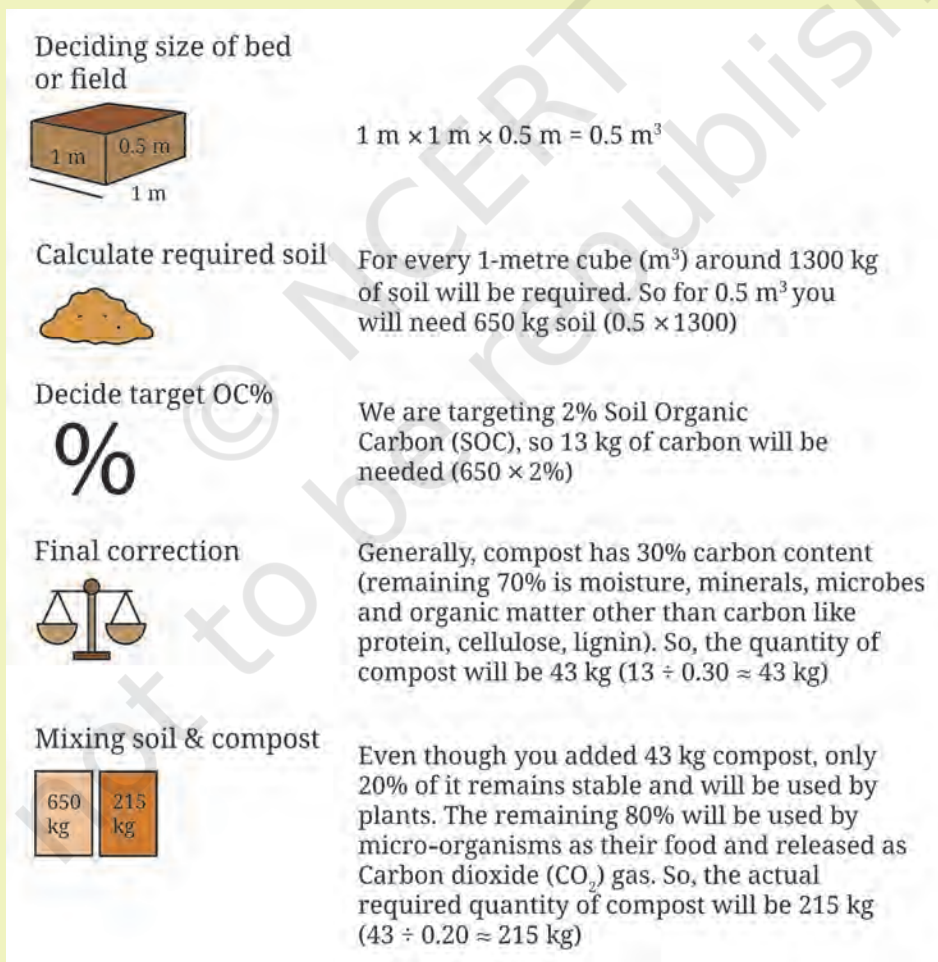 Deciding size of bed
or field
1 m
0.5 m
1 m
1 m × 1 m × 0.5 m = 0.5 m³
Calculate required soil
For every 1-metre cube (m³) around 1300 kg
of soil will be required. So for 0.5 m³ you
will need 650 kg soil (0.5 × 1300)
Decide target OC%
%
We are targeting 2% Soil Organic
Carbon (SOC), so 13 kg of carbon will be
needed (650 × 2%)
Final correction
Generally, compost has 30% carbon content
(remaining 70% is moisture, minerals, microbes
and organic matter other than carbon like
protein, cellulose, lignin). So, the quantity of
compost will be 43 kg (13 ÷ 0.30 ≈ 43 kg)
Mixing soil & compost
650
kg
215
kg
Even though you added 43 kg compost, only
20% of it remains stable and will be used by
plants. The remaining 80% will be used by
micro-organisms as their food and released as
Carbon dioxide (CO₂) gas. So, the actual
required quantity of compost will be 215 kg
(43 ÷ 0.20 ≈ 215 kg)
© NCERT
not to be republish